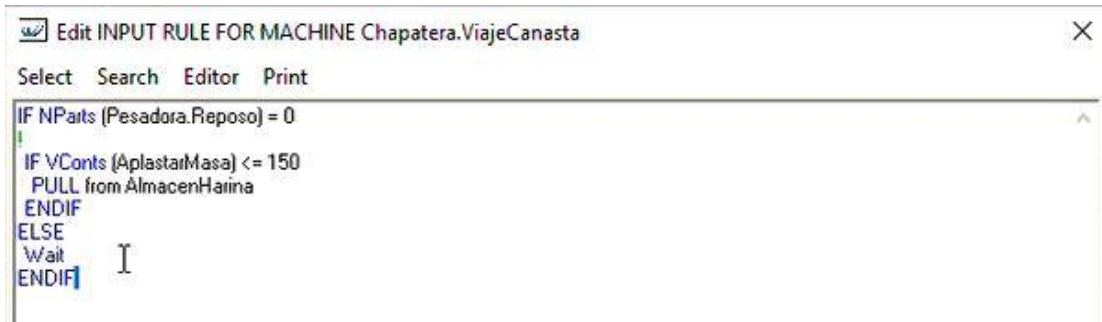 Edit INPUT RULE FOR MACHINE Chapatera.ViajeCanasta
Select Search Editor Print
IF NParts (Pesadora.Reposo) = 0
!
IF VConts (AplastarMasa) <= 150
PULL from AlmacenHarina
ENDIF
ELSE
Wait
ENDIF